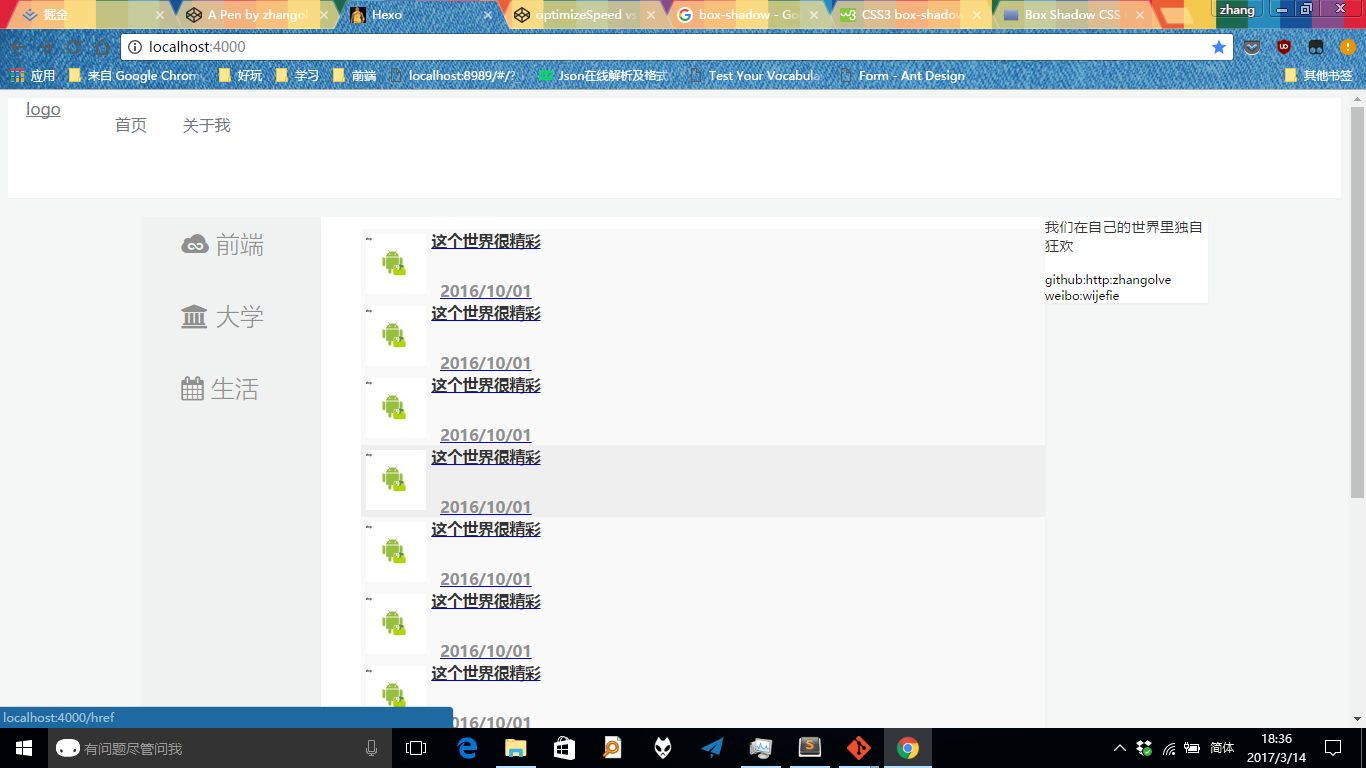 掘金
A Pen by zhango
Hexo
optimizeSpeed vs
box-shadow - Go
CSS3 box-shadow
Box Shadow CSS
zhang
localhost:4000
应用
来自 Google Chrom
好玩
学习
前端
localhost:8989/#/?
Json在线解析及格式
Test Your Vocabula
Form - Ant Design
其他书签
logo
首页
关于我
前端
大学
生活
这个世界很精彩
2016/10/01
这个世界很精彩
2016/10/01
这个世界很精彩
2016/10/01
这个世界很精彩
2016/10/01
这个世界很精彩
2016/10/01
这个世界很精彩
2016/10/01
这个世界很精彩
2016/10/01
我们在自己的世界里独自
狂欢
github:http:zhangolve
weibo:wijefie
localhost:4000/href
有问题尽管问我
简体
18:36
2017/3/14